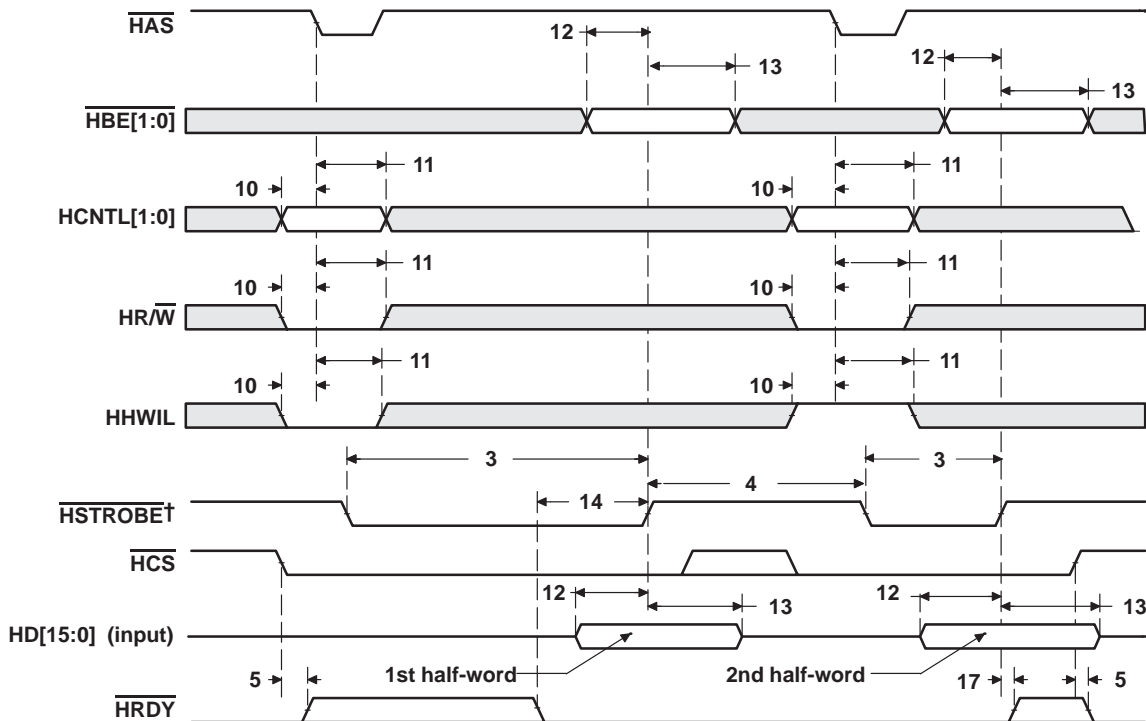 HAS
12
13
12
13
HBE[1:0]
11
11
10
10
HCNTL[1:0]
11
11
10
10
HR/W
11
11
10
10
HHWIL
3
3
4
14
HSTROBE†
HCS
12
13
12
13
HD[15:0] (input)
1st half-word
2nd half-word
5
17
5
HRDY